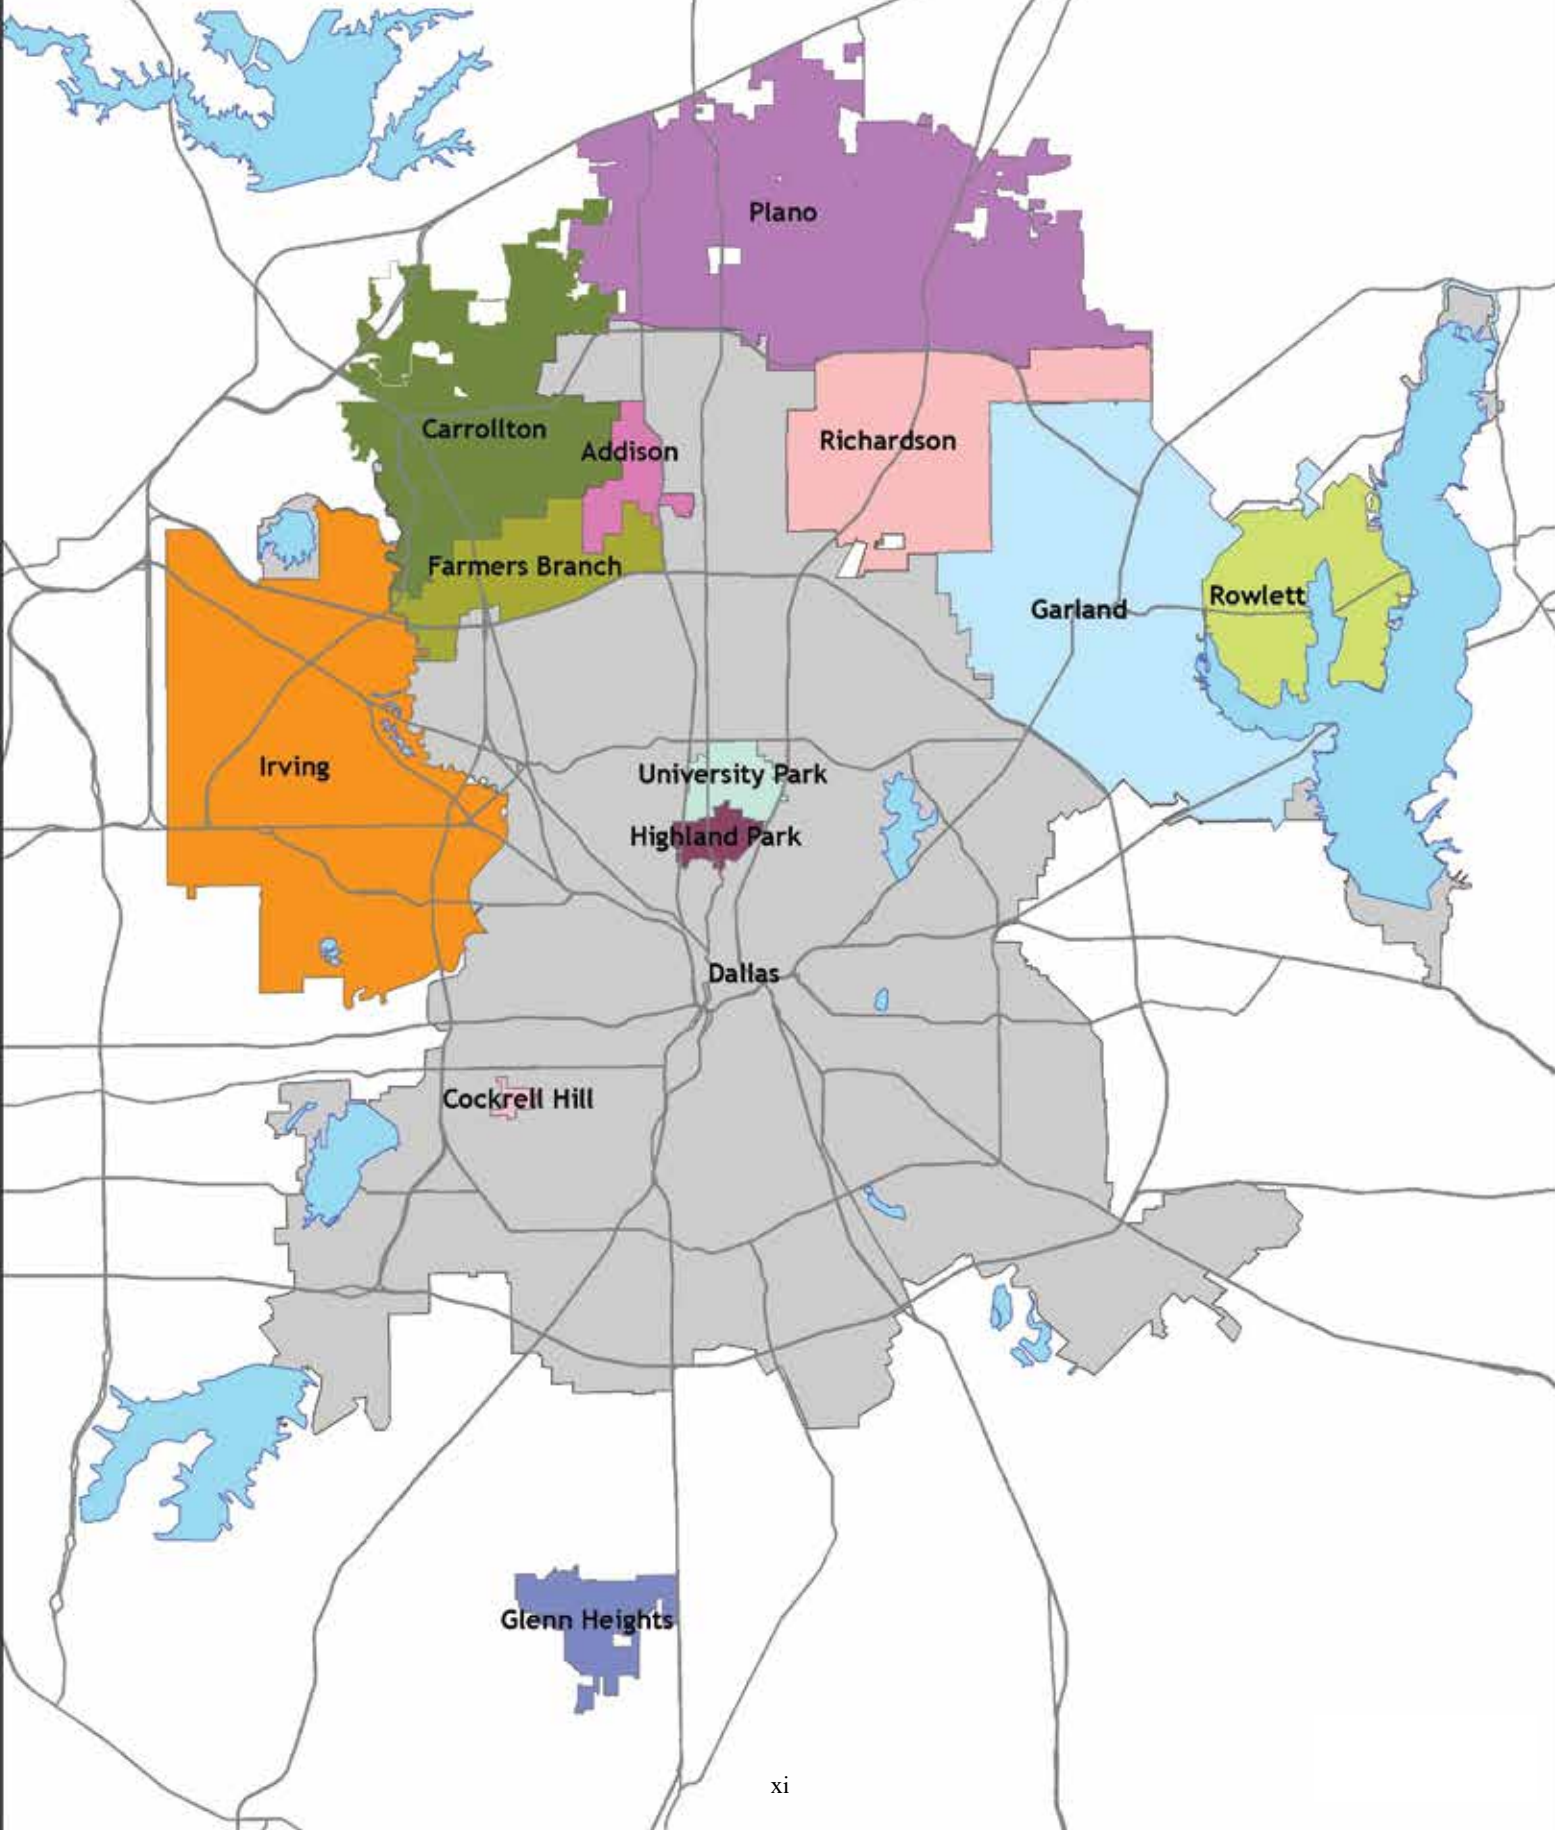 Plano
Carrollton
Addison
Richardson
Farmers Branch
Garland
Rowlett
Irving
University Park
Highland Park
Dallas
Cockrell Hill
Glenn Heights
xi